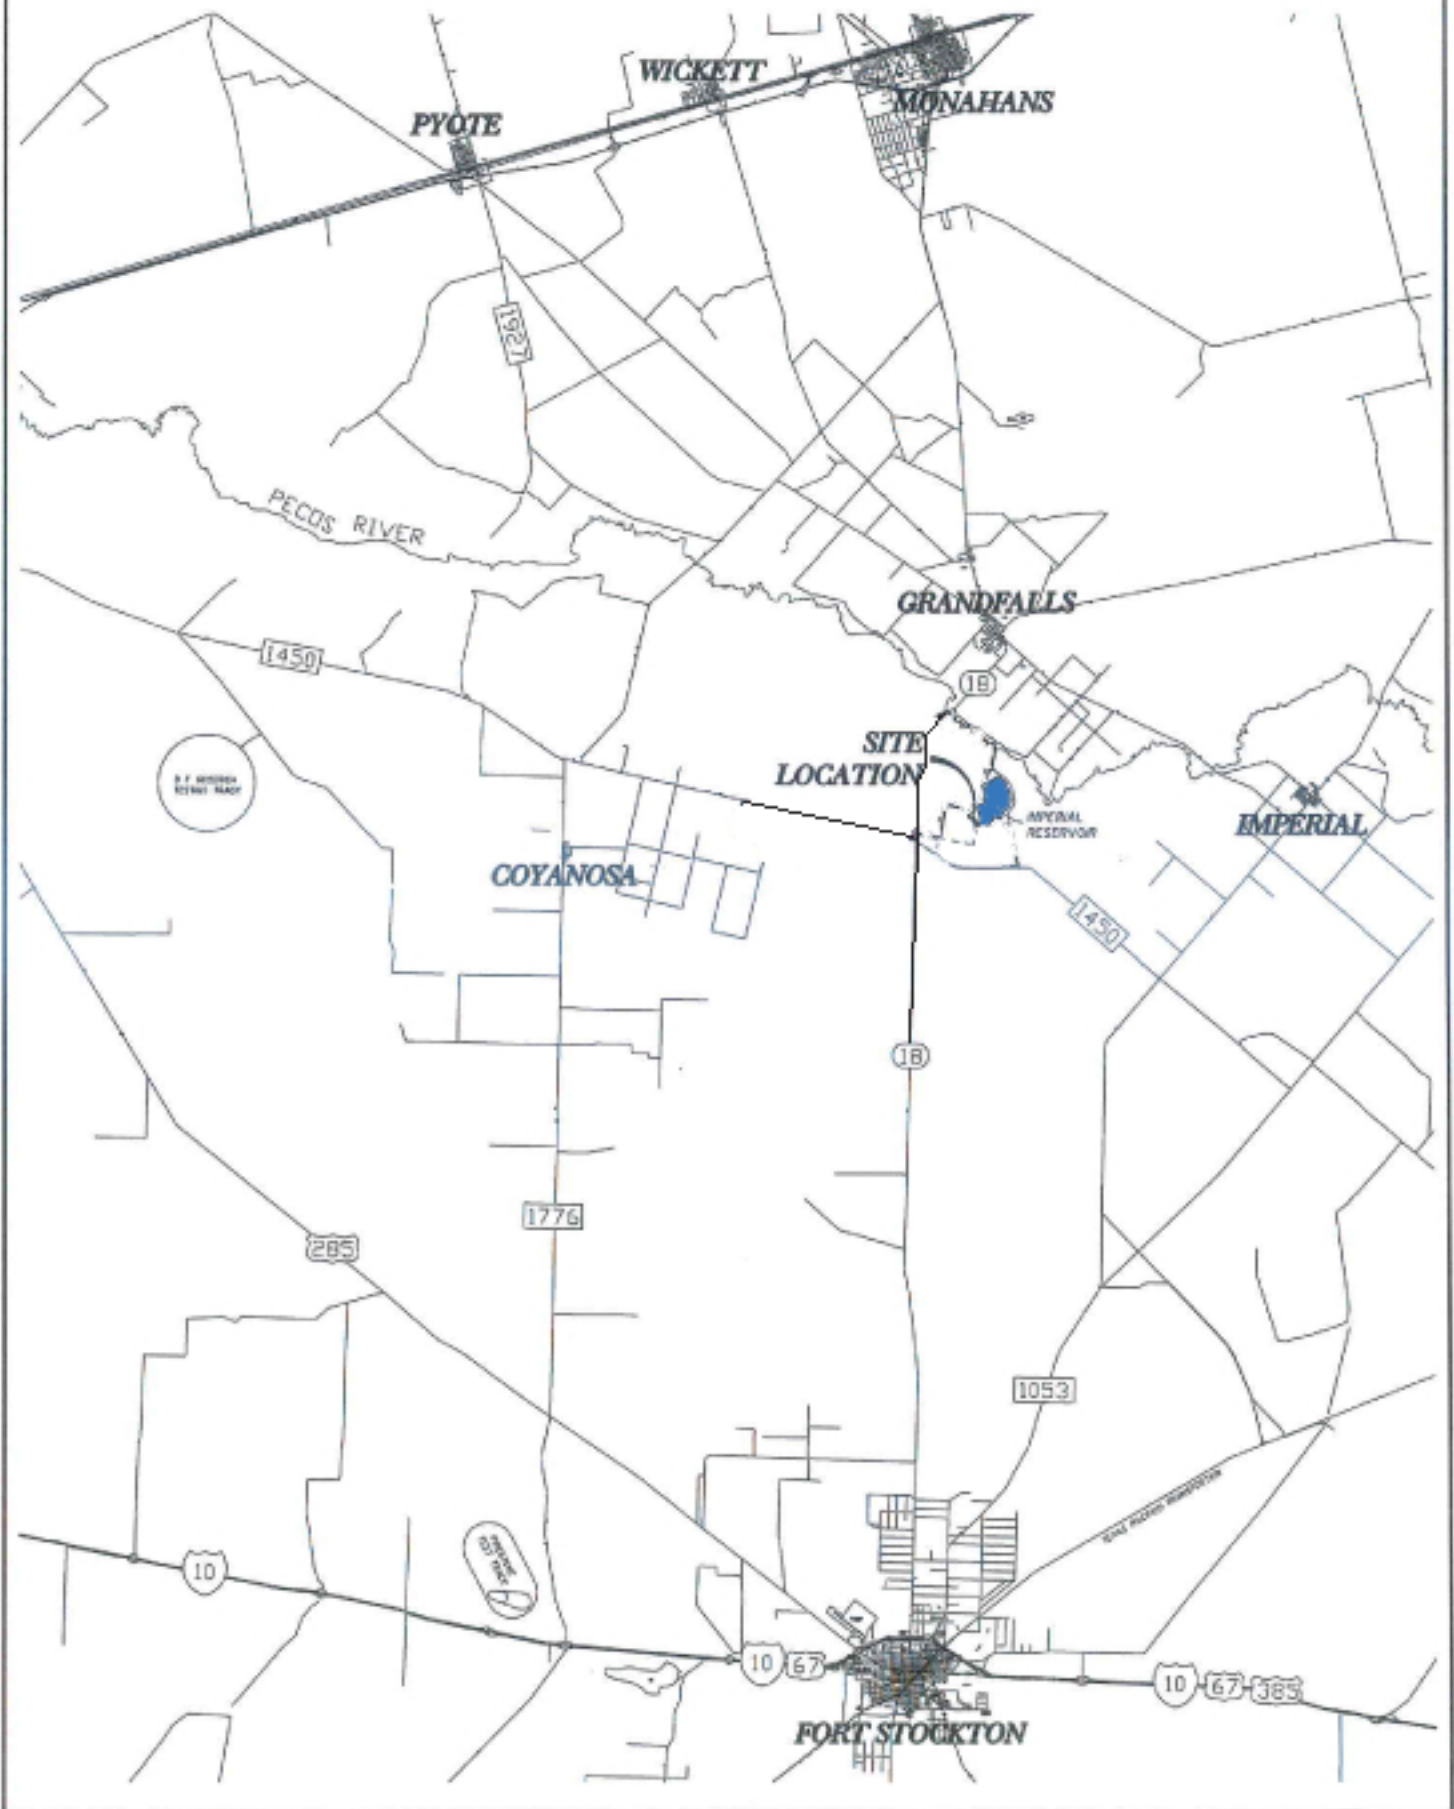 WICKETT
MONAHANS
PYOTE
1927
PECOS RIVER
GRANDFALLS
1450
18
SITE
LOCATION
IMPERIAL
RESERVOIR
IMPERIAL
COYANOSA
1450
18
1776
285
1053
10
10
67
10
67
385
FORT STOCKTON